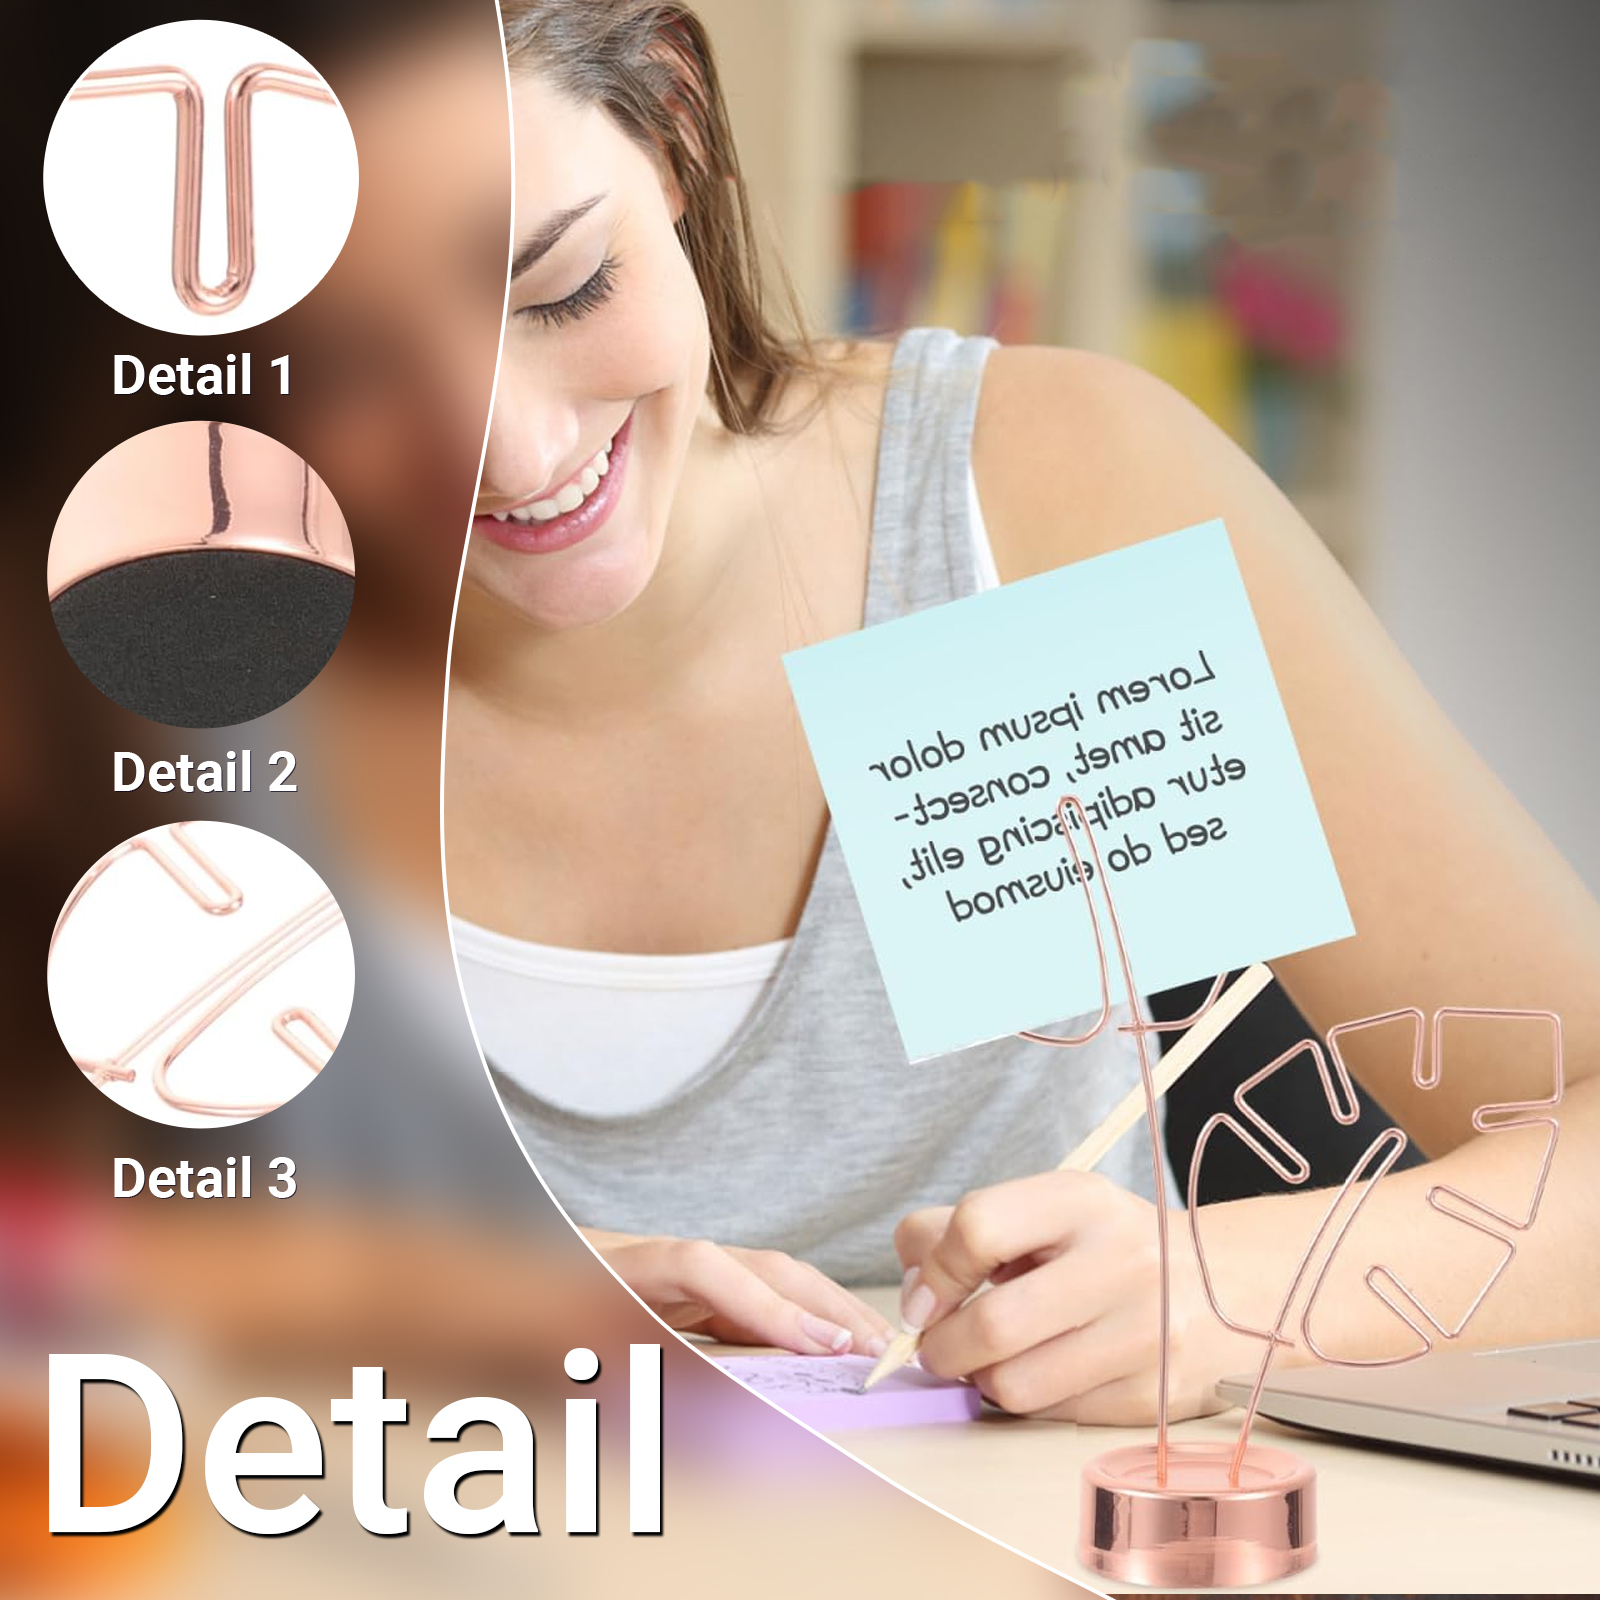 Detail 1
Detail 2
Detail 3
Detail
Lorem ipsum dolor
sit amet, consect-
etur adipiscing elit,
sed do eiusmod